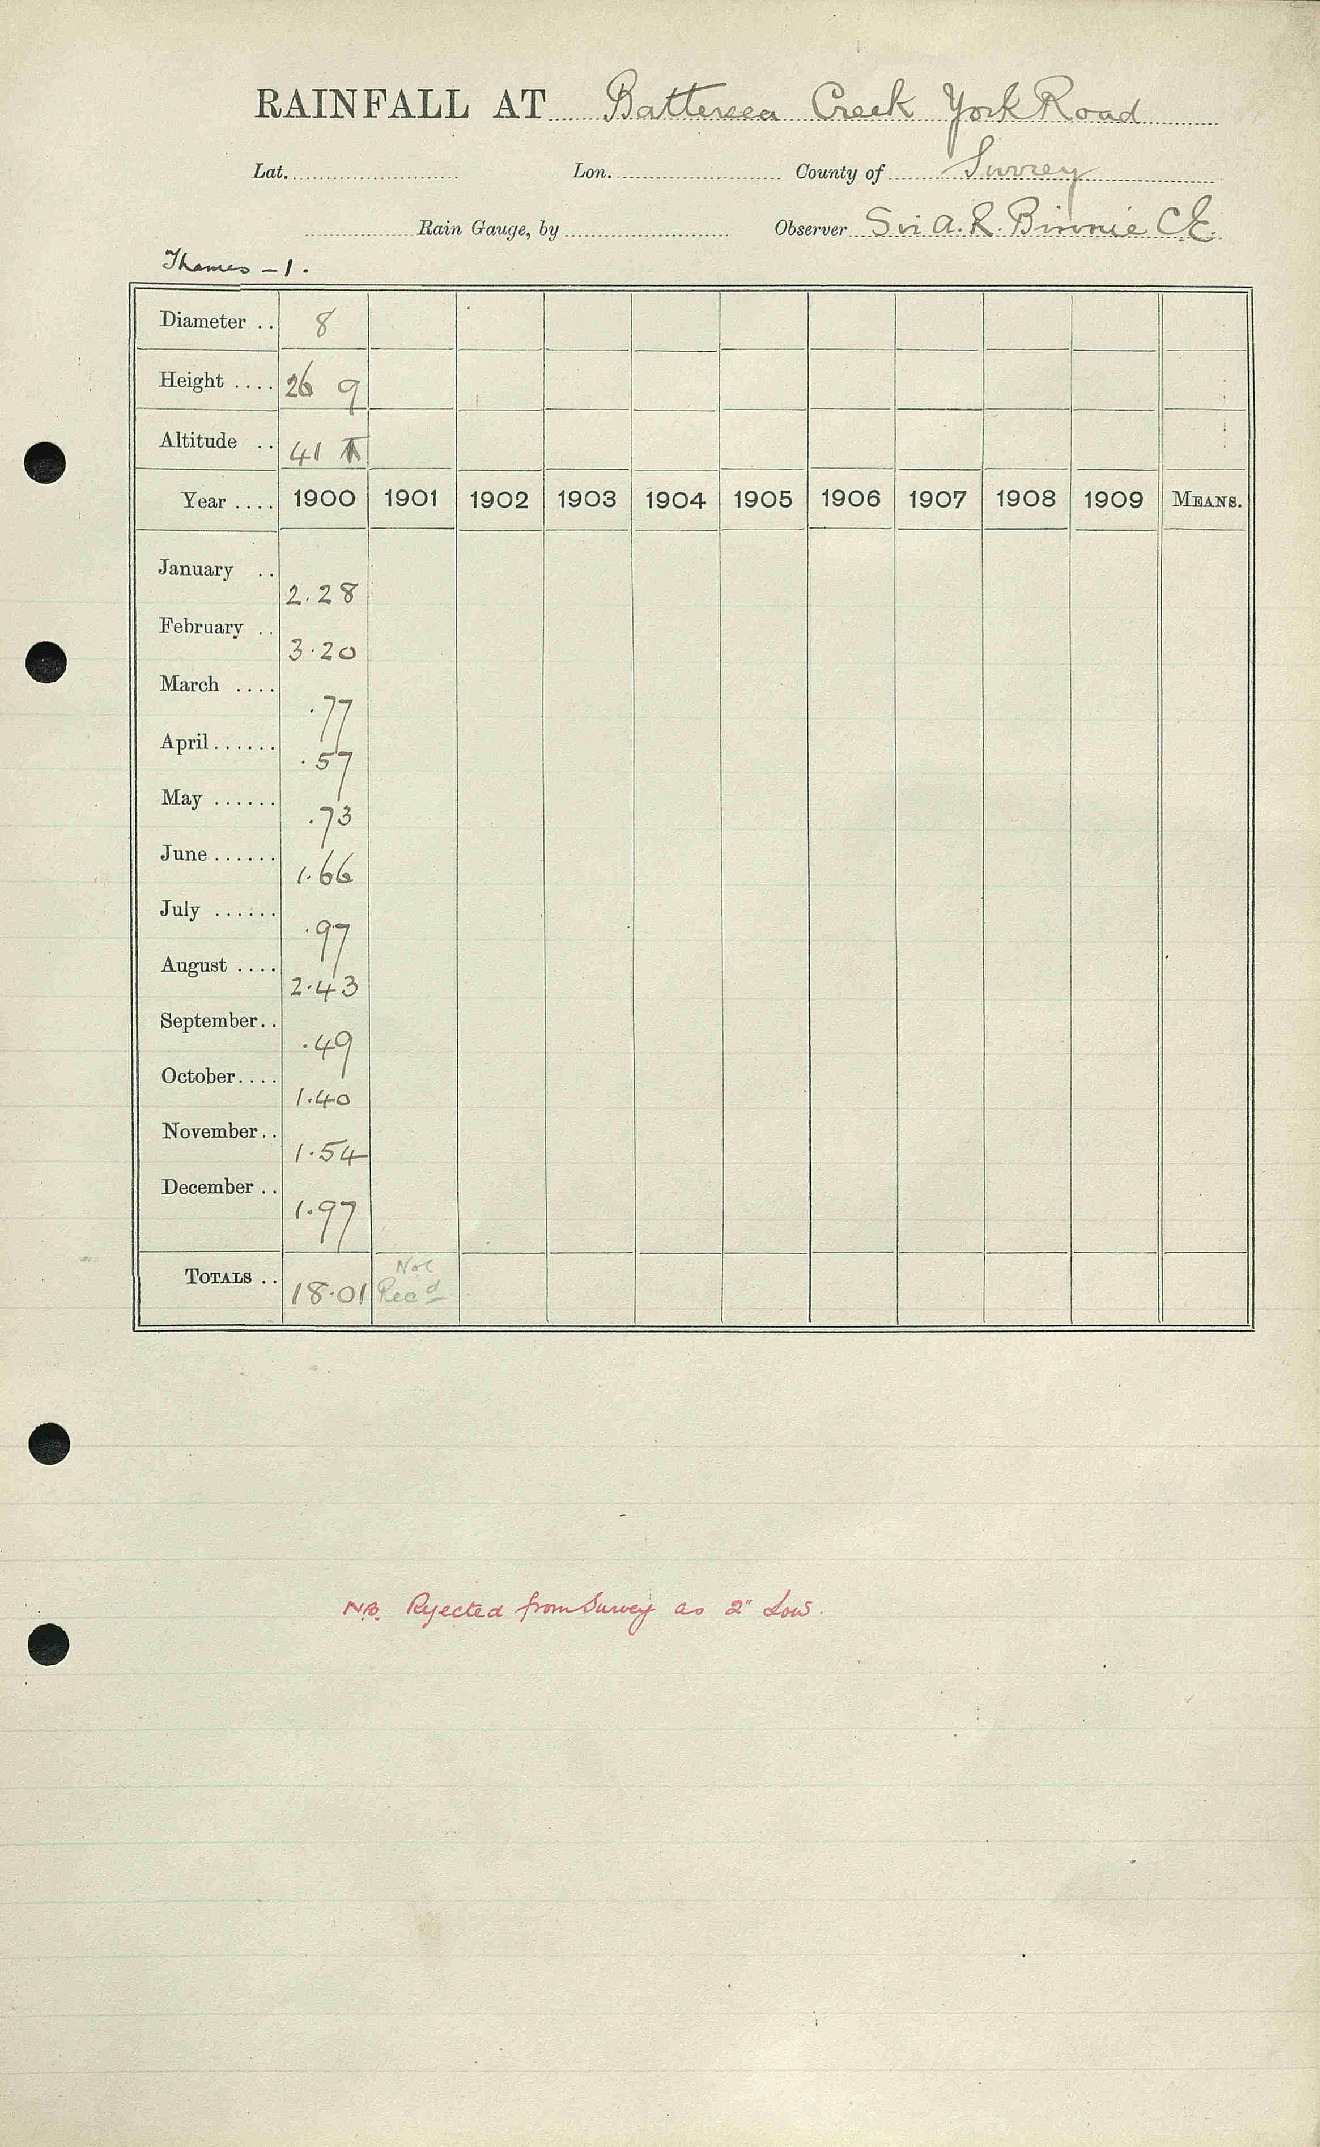 RAINFALL AT Battersea Creek York Road
Lat. Lon. County of Surrey
Rain Gauge, by Observer Sir A. R. Binnie C.E.
Thames - 1.
Diameter .. 8
Height .... 26 9
Altitude .. 41 T
Year .... 1900 1901 1902 1903 1904 1905 1906 1907 1908 1909 MEANS.
January .. 2.28
February .. 3.20
March .... .77
April...... .57
May ...... .73
June...... 1.66
July ...... .97
August .... 2.43
September.. .49
October.... 1.40
November.. 1.54
December .. 1.97
TOTALS .. 18.01 Not Recd
N.B. Rejected from Survey as 2" Low.